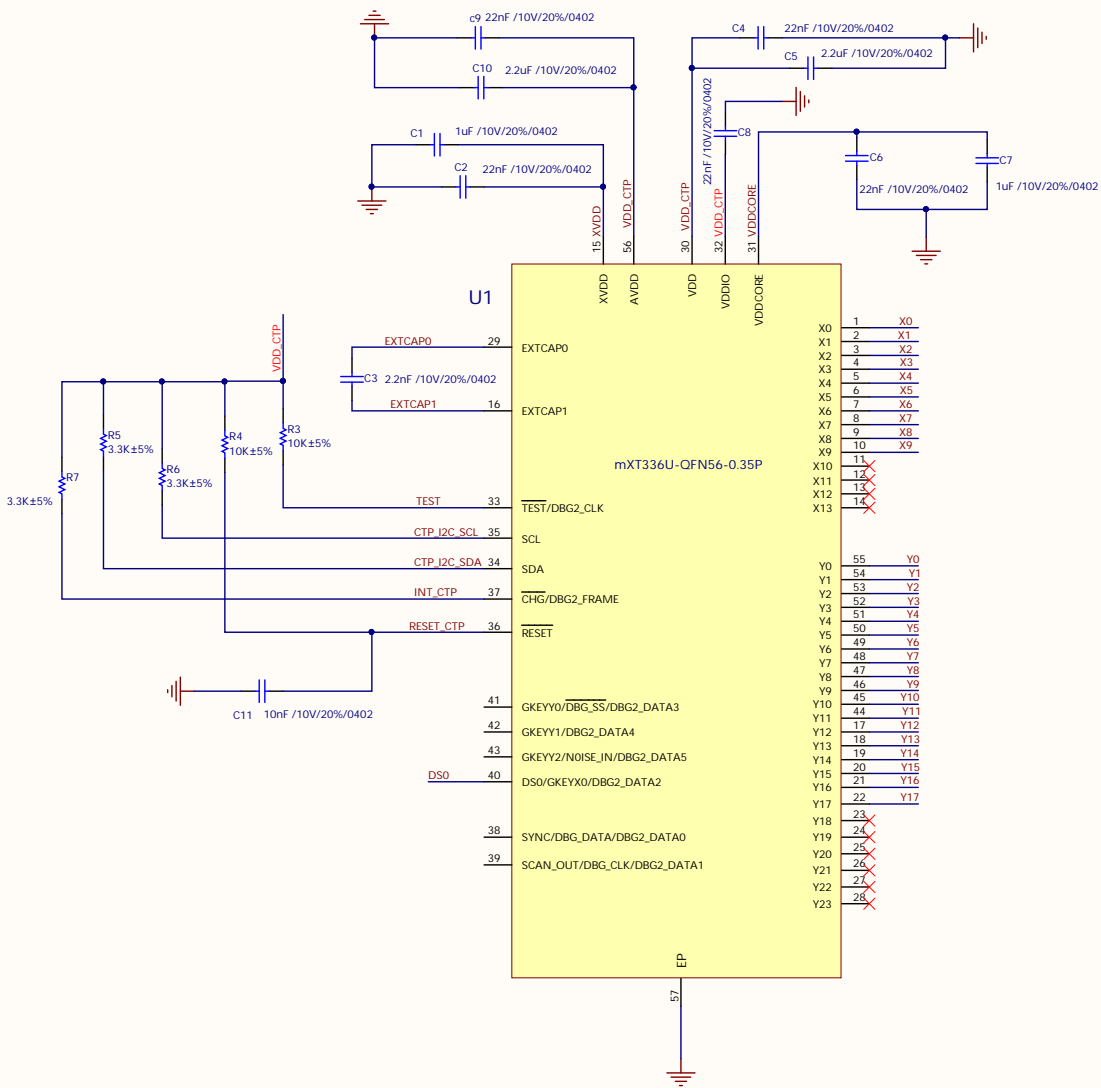 c9 22nF /10V/20%/0402
C10 2.2uF /10V/20%/0402
C1 1uF /10V/20%/0402
C2 22nF /10V/20%/0402
C4 22nF /10V/20%/0402
C5 2.2uF /10V/20%/0402
22nF /10V/20%/0402
C8
C6
22nF /10V/20%/0402
C7
1uF /10V/20%/0402
15 XVDD
56 VDD_CTP
30 VDD_CTP
32 VDD_CTP
31 VDDCORE
XVDD
AVDD
VDD
VDDIO
VDDCORE
U1
mXT336U-QFN56-0.35P
VDD_CTP
R7
3.3K±5%
R5
3.3K±5%
R6
3.3K±5%
R4
10K±5%
R3
10K±5%
EXTCAP0 29 EXTCAP0
C3 2.2nF /10V/20%/0402
EXTCAP1 16 EXTCAP1
TEST 33 TEST/DBG2_CLK
CTP_I2C_SCL 35 SCL
CTP_I2C_SDA 34 SDA
INT_CTP 37 CHG/DBG2_FRAME
RESET_CTP 36 RESET
C11 10nF /10V/20%/0402
41 GKEYY0/DBG_SS/DBG2_DATA3
42 GKEYY1/DBG2_DATA4
43 GKEYY2/N0ISE_IN/DBG2_DATA5
DS0 40 DS0/GKEYX0/DBG2_DATA2
38 SYNC/DBG_DATA/DBG2_DATA0
39 SCAN_OUT/DBG_CLK/DBG2_DATA1
X0 1 X0
X1 2 X1
X2 3 X2
X3 4 X3
X4 5 X4
X5 6 X5
X6 7 X6
X7 8 X7
X8 9 X8
X9 10 X9
X10 11
X11 12
X12 13
X13 14
Y0 55 Y0
Y1 54 Y1
Y2 53 Y2
Y3 52 Y3
Y4 51 Y4
Y5 50 Y5
Y6 49 Y6
Y7 48 Y7
Y8 47 Y8
Y9 46 Y9
Y10 45 Y10
Y11 44 Y11
Y12 17 Y12
Y13 18 Y13
Y14 19 Y14
Y15 20 Y15
Y16 21 Y16
Y17 22 Y17
Y18 23
Y19 24
Y20 25
Y21 26
Y22 27
Y23 28
EP
57